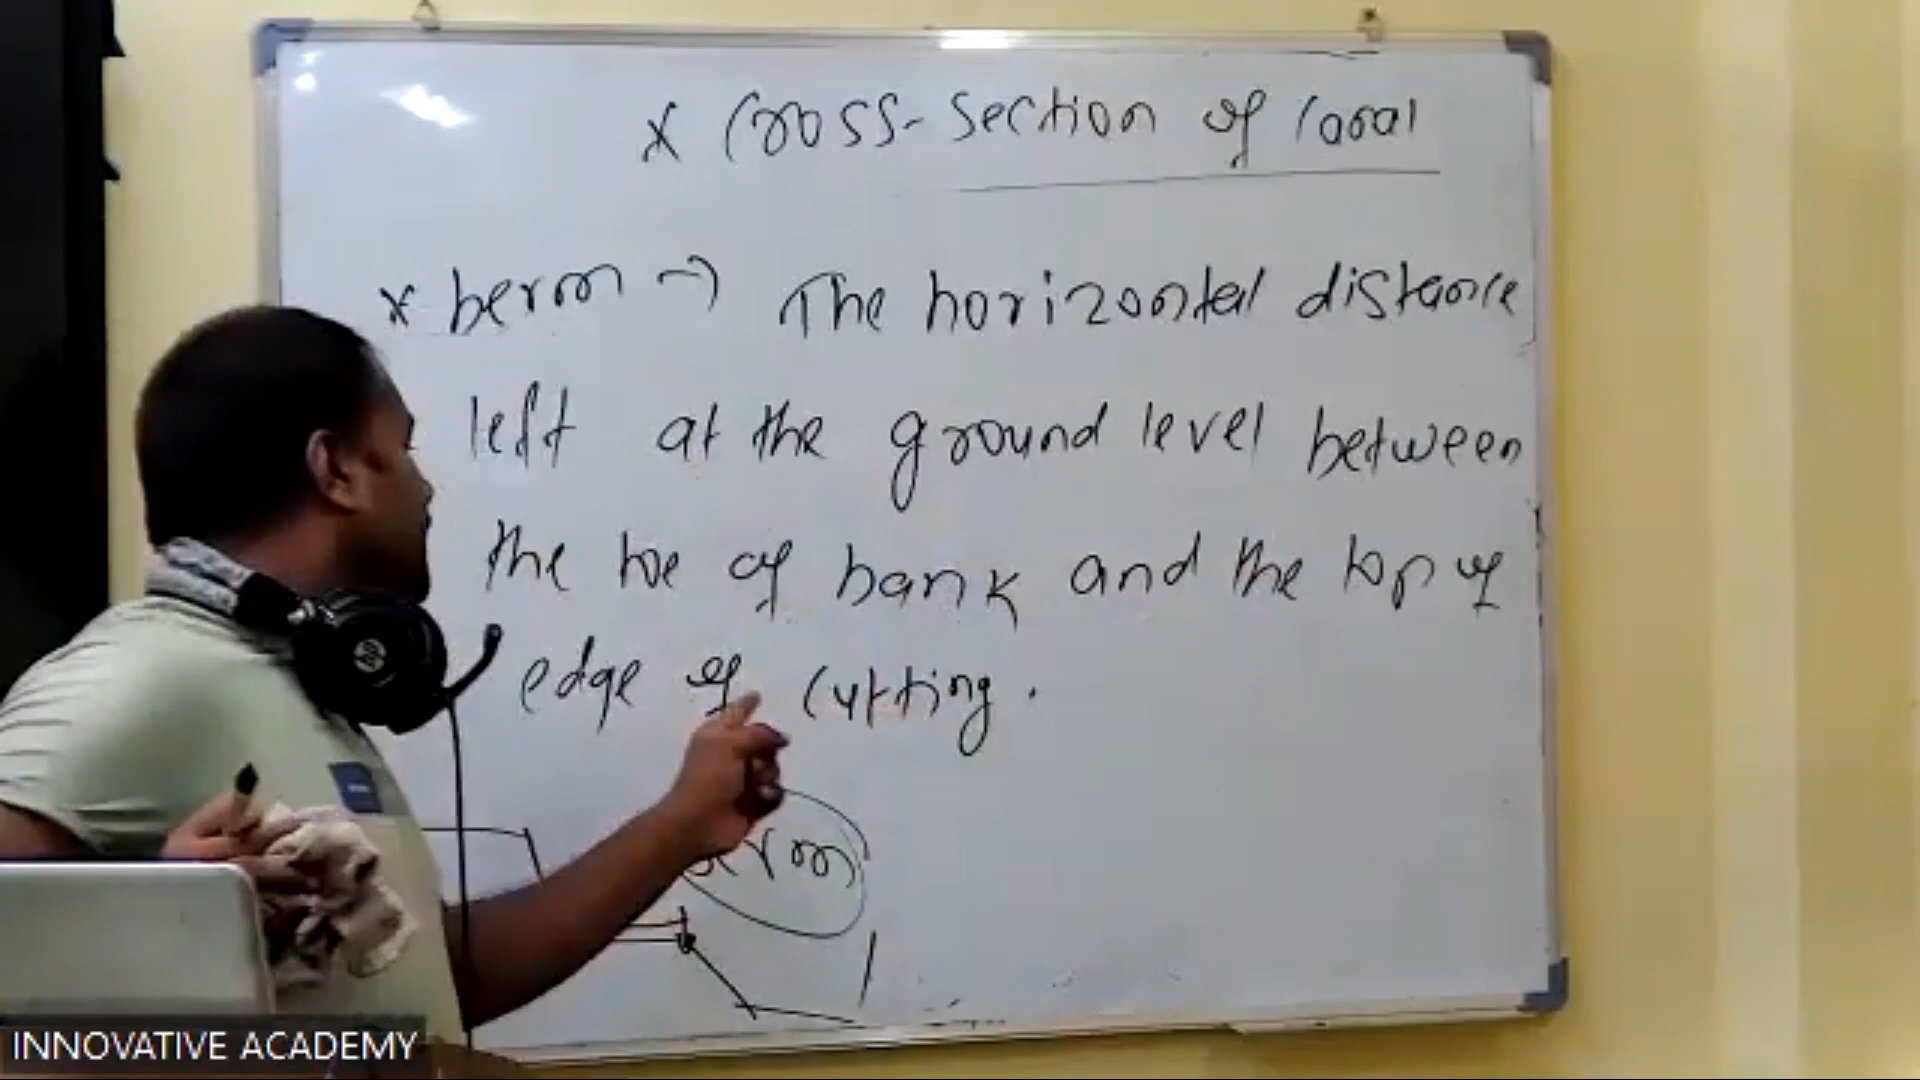 x Cross-section of Canal
* berm → The horizontal distance
left at the ground level between
the toe of bank and the top of
edge of cutting.
berm
INNOVATIVE ACADEMY